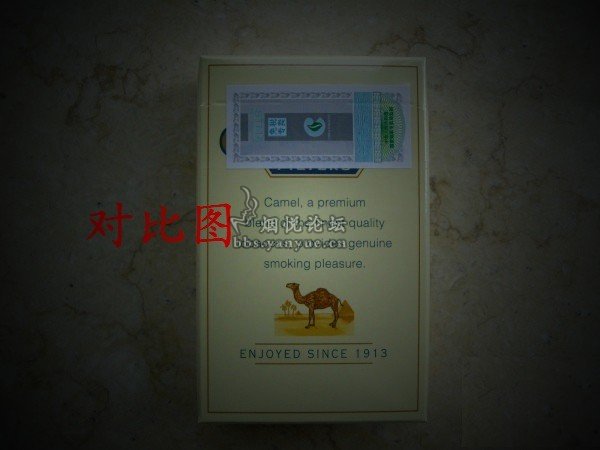 FILTERS
Camel, a premium
quality
genuine
smoking pleasure.
对比图
烟悦论坛
bbs.yanyue.cn
ENJOYED SINCE 1913